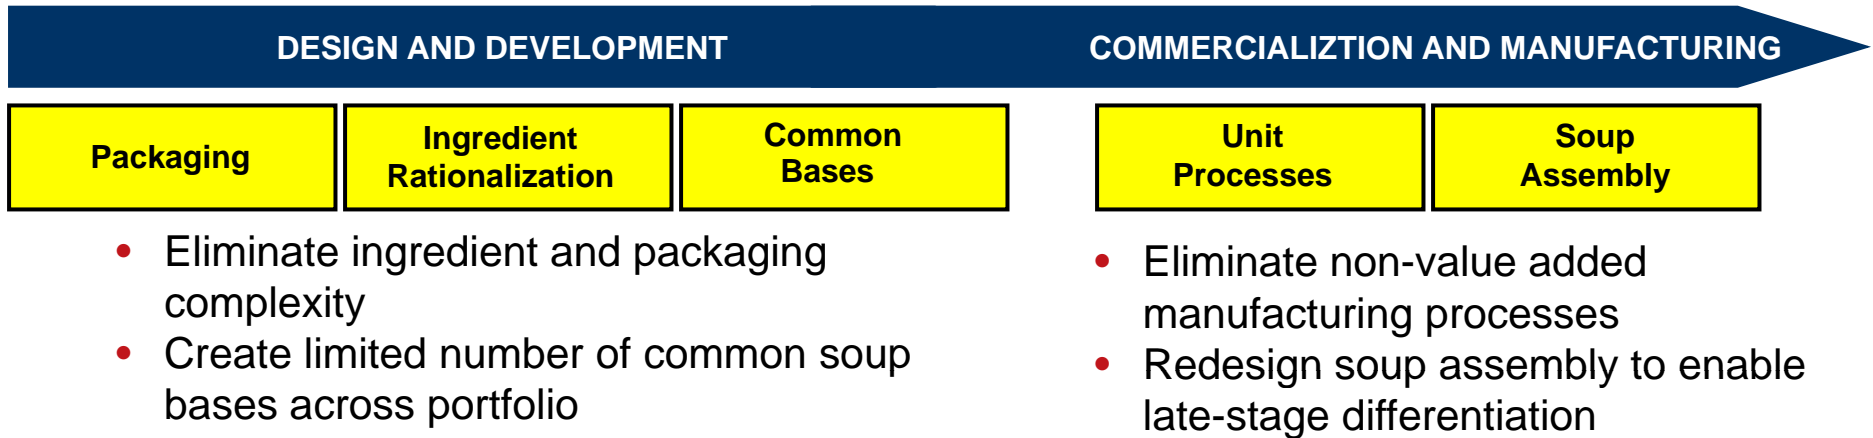 DESIGN AND DEVELOPMENT
COMMERCIALIZTION AND MANUFACTURING
Packaging
Ingredient
Rationalization
Common
Bases
Unit
Processes
Soup
Assembly
• Eliminate ingredient and packaging
complexity
• Create limited number of common soup
bases across portfolio
• Eliminate non-value added
manufacturing processes
• Redesign soup assembly to enable
late-stage differentiation